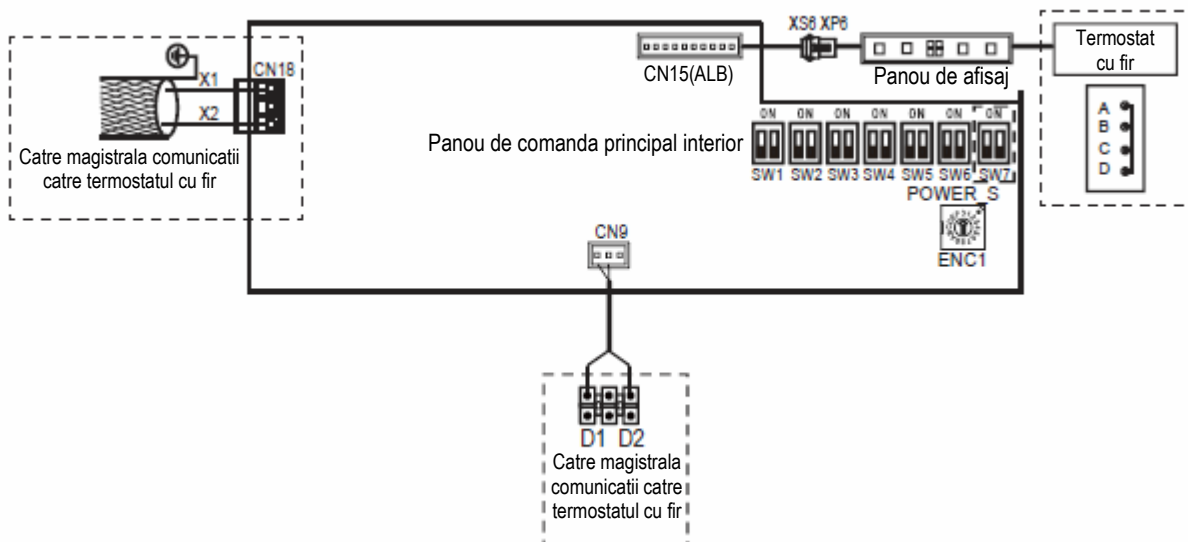 XS6 XP6
CN15(ALB)
Panou de afisaj
Termostat
cu fir
A
B
C
D
X1
X2
CN18
Catre magistrala comunicatii
catre termostatul cu fir
Panou de comanda principal interior
ON ON ON ON ON ON ON
SW1 SW2 SW3 SW4 SW5 SW6 SW7
POWER_S
ENC1
CN9
D1 D2
Catre magistrala
comunicatii catre
termostatul cu fir